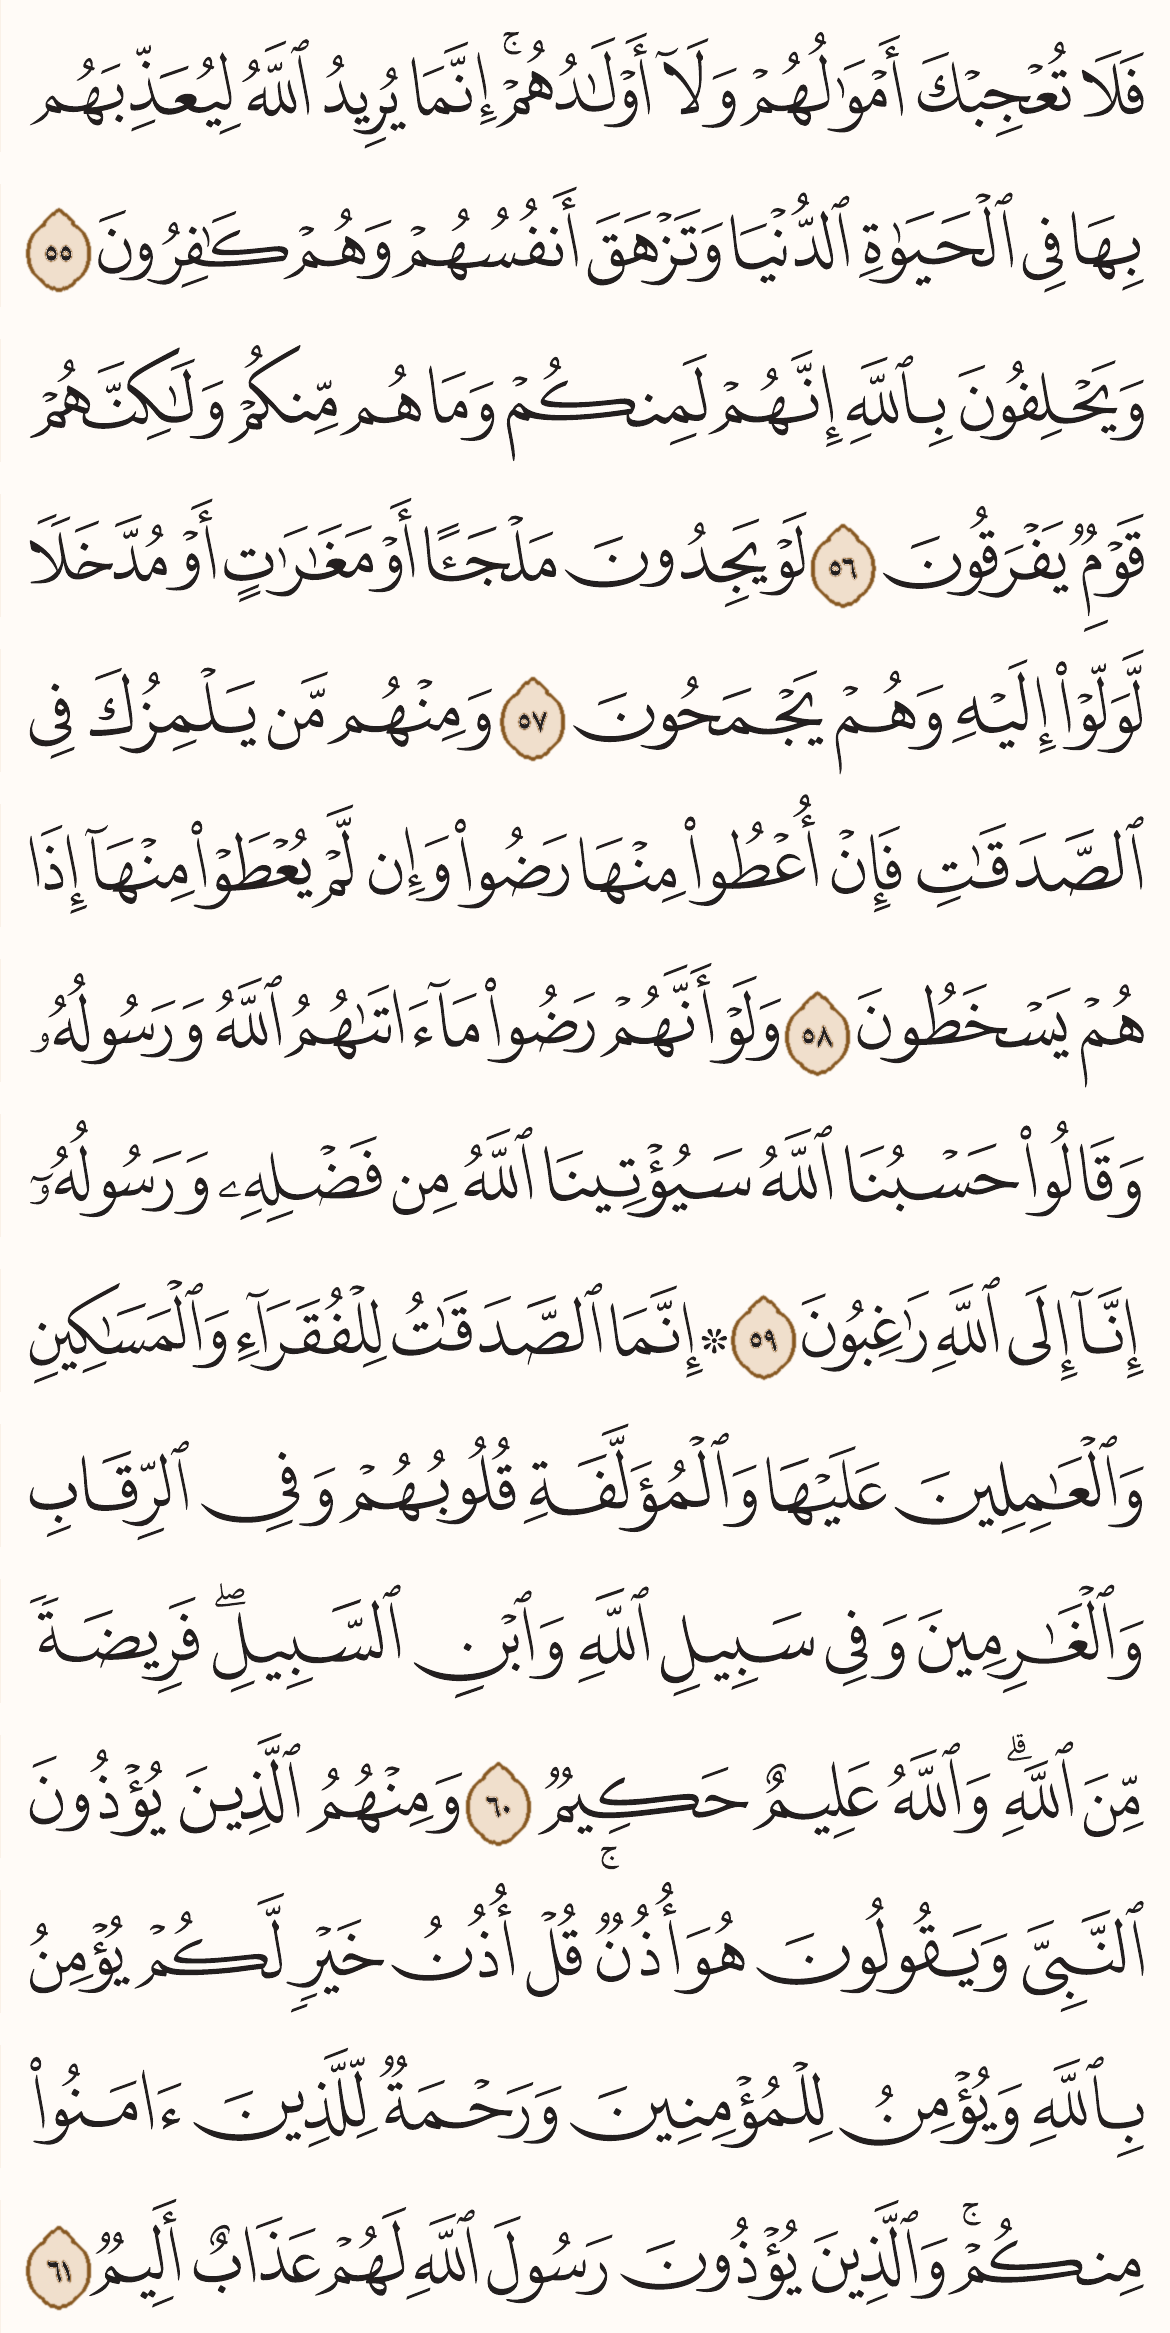 فَلَا تُعۡجِبۡكَ أَمۡوَٰلُهُمۡ وَلَآ أَوۡلَٰدُهُمۡۚ إِنَّمَا يُرِيدُ ٱللَّهُ لِيُعَذِّبَهُم
بِهَا فِي ٱلۡحَيَوٰةِ ٱلدُّنۡيَا وَتَزۡهَقَ أَنفُسُهُمۡ وَهُمۡ كَٰفِرُونَ ٥٥
وَيَحۡلِفُونَ بِٱللَّهِ إِنَّهُمۡ لَمِنكُمۡ وَمَا هُم مِّنكُمۡ وَلَٰكِنَّهُمۡ
قَوۡمٞ يَفۡرَقُونَ ٥٦ لَوۡ يَجِدُونَ مَلۡجَـًٔا أَوۡ مَغَٰرَٰتٍ أَوۡ مُدَّخَلٗا
لَّوَلَّوۡاْ إِلَيۡهِ وَهُمۡ يَجۡمَحُونَ ٥٧ وَمِنۡهُم مَّن يَلۡمِزُكَ فِي
ٱلصَّدَقَٰتِ فَإِنۡ أُعۡطُواْ مِنۡهَا رَضُواْ وَإِن لَّمۡ يُعۡطَوۡاْ مِنۡهَآ إِذَا
هُمۡ يَسۡخَطُونَ ٥٨ وَلَوۡ أَنَّهُمۡ رَضُواْ مَآ ءَاتَىٰهُمُ ٱللَّهُ وَرَسُولُهُۥ
وَقَالُواْ حَسۡبُنَا ٱللَّهُ سَيُؤۡتِينَا ٱللَّهُ مِن فَضۡلِهِۦ وَرَسُولُهُۥٓ
إِنَّآ إِلَى ٱللَّهِ رَٰغِبُونَ ٥٩ ۞ إِنَّمَا ٱلصَّدَقَٰتُ لِلۡفُقَرَآءِ وَٱلۡمَسَٰكِينِ
وَٱلۡعَٰمِلِينَ عَلَيۡهَا وَٱلۡمُؤَلَّفَةِ قُلُوبُهُمۡ وَفِي ٱلرِّقَابِ
وَٱلۡغَٰرِمِينَ وَفِي سَبِيلِ ٱللَّهِ وَٱبۡنِ ٱلسَّبِيلِۖ فَرِيضَةٗ
مِّنَ ٱللَّهِۗ وَٱللَّهُ عَلِيمٌ حَكِيمٞ ٦٠ وَمِنۡهُمُ ٱلَّذِينَ يُؤۡذُونَ
ٱلنَّبِيَّ وَيَقُولُونَ هُوَ أُذُنٞۚ قُلۡ أُذُنُ خَيۡرٖ لَّكُمۡ يُؤۡمِنُ
بِٱللَّهِ وَيُؤۡمِنُ لِلۡمُؤۡمِنِينَ وَرَحۡمَةٞ لِّلَّذِينَ ءَامَنُواْ
مِنكُمۡۚ وَٱلَّذِينَ يُؤۡذُونَ رَسُولَ ٱللَّهِ لَهُمۡ عَذَابٌ أَلِيمٞ ٦١